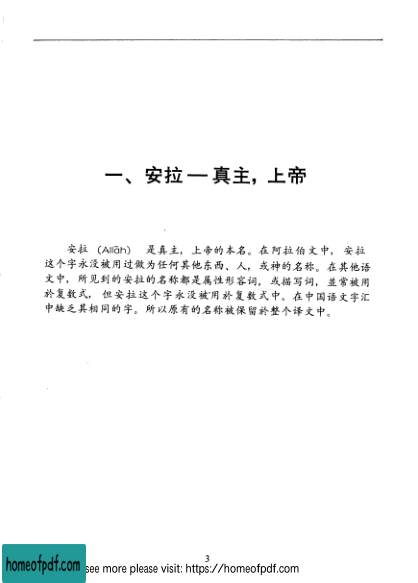 一、安拉—真主，上帝
安拉 (Allāh) 是真主，上帝的本名。在阿拉伯文中，安拉
这个字永没被用过做为任何其他东西、人，或神的名称。在其他语
文中，所见到的安拉的名称都是属性形容词，或描写词，並常被用
於复数式，但安拉这个字永没被用於复数式中。在中国语文字汇
中缺乏其相同的字。所以原有的名称被保留於整个译文中。
3
homeofpdf.com
see more please visit: https://homeofpdf.com